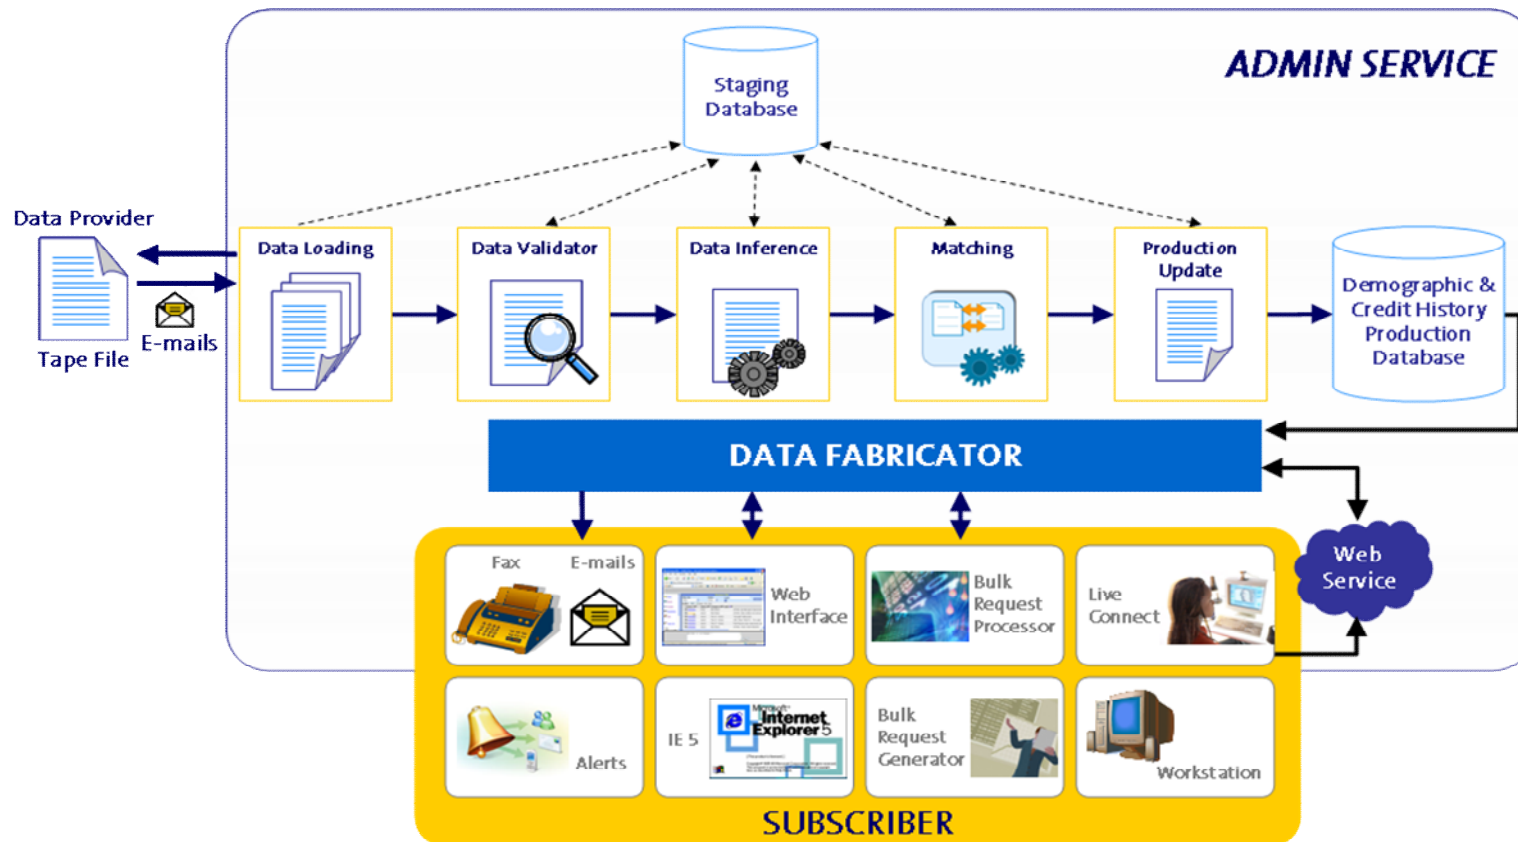 ADMIN SERVICE
Staging
Database
Data Provider
Tape File
E-mails
Data Loading
Data Validator
Data Inference
Matching
Production
Update
Demographic &
Credit History
Production
Database
DATA FABRICATOR
Web
Service
Fax
E-mails
Web
Interface
Bulk
Request
Processor
Live
Connect
Alerts
IE 5
Microsoft
Internet
Explorer 5
Bulk
Request
Generator
Workstation
SUBSCRIBER